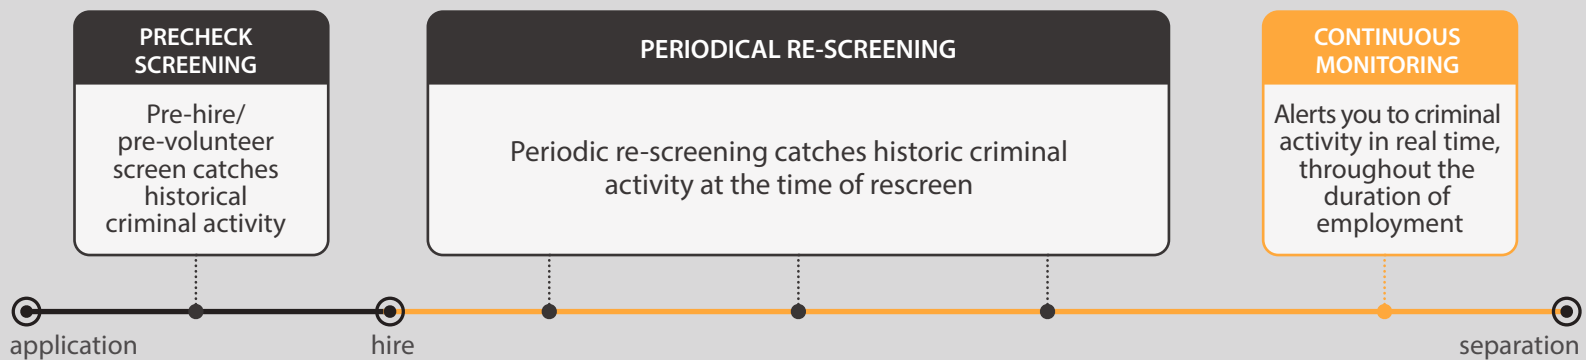 PRECHECK
SCREENING
Pre-hire/
pre-volunteer
screen catches
historical
criminal activity
PERIODICAL RE-SCREENING
Periodic re-screening catches historic criminal
activity at the time of rescreen
CONTINUOUS
MONITORING
Alerts you to criminal
activity in real time,
throughout the
duration of
employment
application
hire
separation